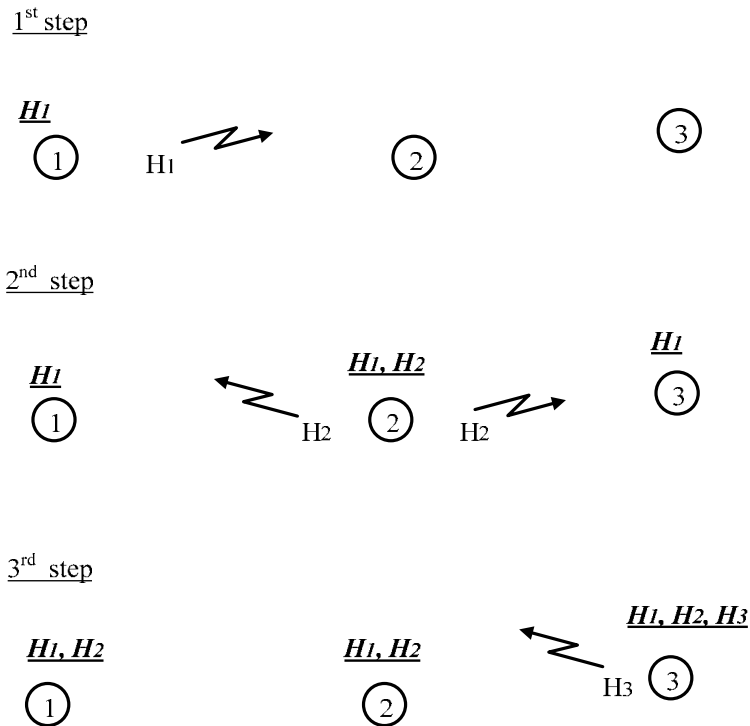 1st step
H1
1
H1
2
3
2nd step
H1
1
H2
H1, H2
2
H2
H1
3
3rd step
H1, H2
1
H1, H2
2
H1, H2, H3
H3
3